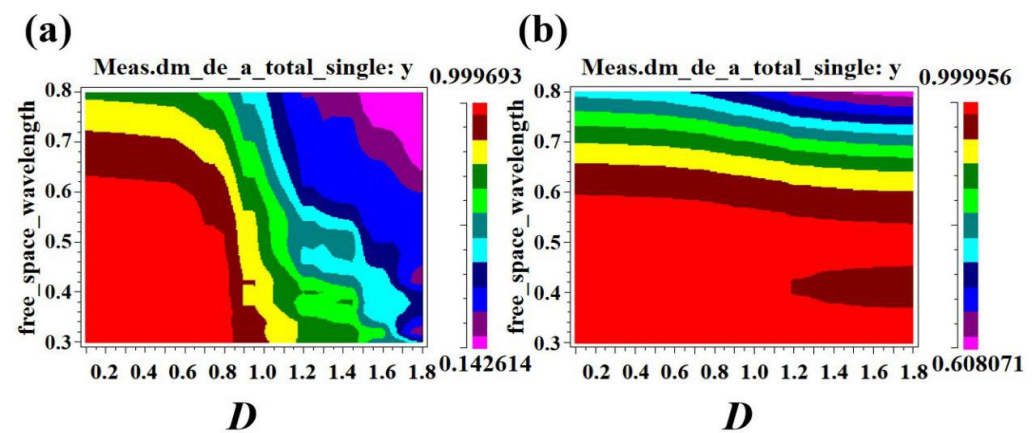 (a)
Meas.dm_de_a_total_single: y 0.999693
free_space_wavelength
0.8
0.7
0.6
0.5
0.4
0.3
0.142614
0.2 0.4 0.6 0.8 1.0 1.2 1.4 1.6 1.8
D
(b)
Meas.dm_de_a_total_single: y 0.999956
free_space_wavelength
0.8
0.7
0.6
0.5
0.4
0.3
0.608071
0.2 0.4 0.6 0.8 1.0 1.2 1.4 1.6 1.8
D